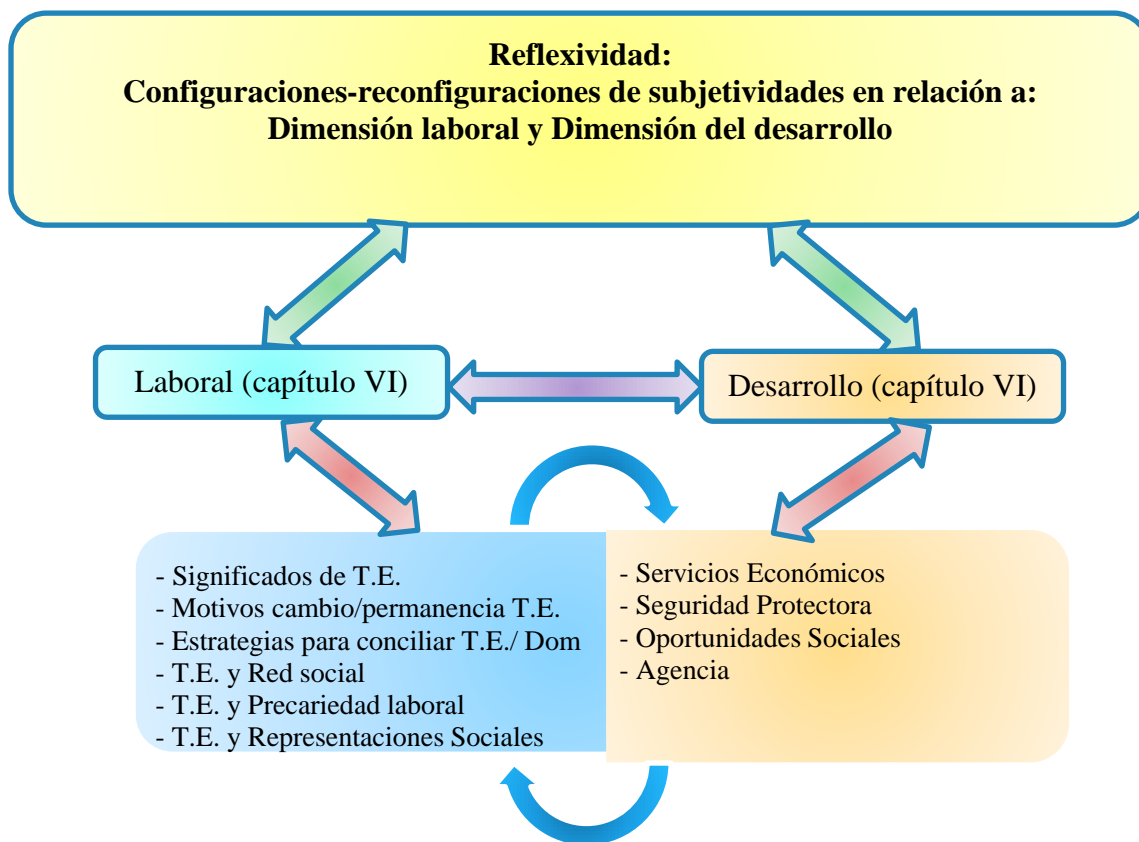 Reflexividad:
Configuraciones-reconfiguraciones de subjetividades en relación a:
Dimensión laboral y Dimensión del desarrollo
Laboral (capítulo VI)
Desarrollo (capítulo VI)
- Significados de T.E.
- Motivos cambio/permanencia T.E.
- Estrategias para conciliar T.E./ Dom
- T.E. y Red social
- T.E. y Precariedad laboral
- T.E. y Representaciones Sociales
- Servicios Económicos
- Seguridad Protectora
- Oportunidades Sociales
- Agencia